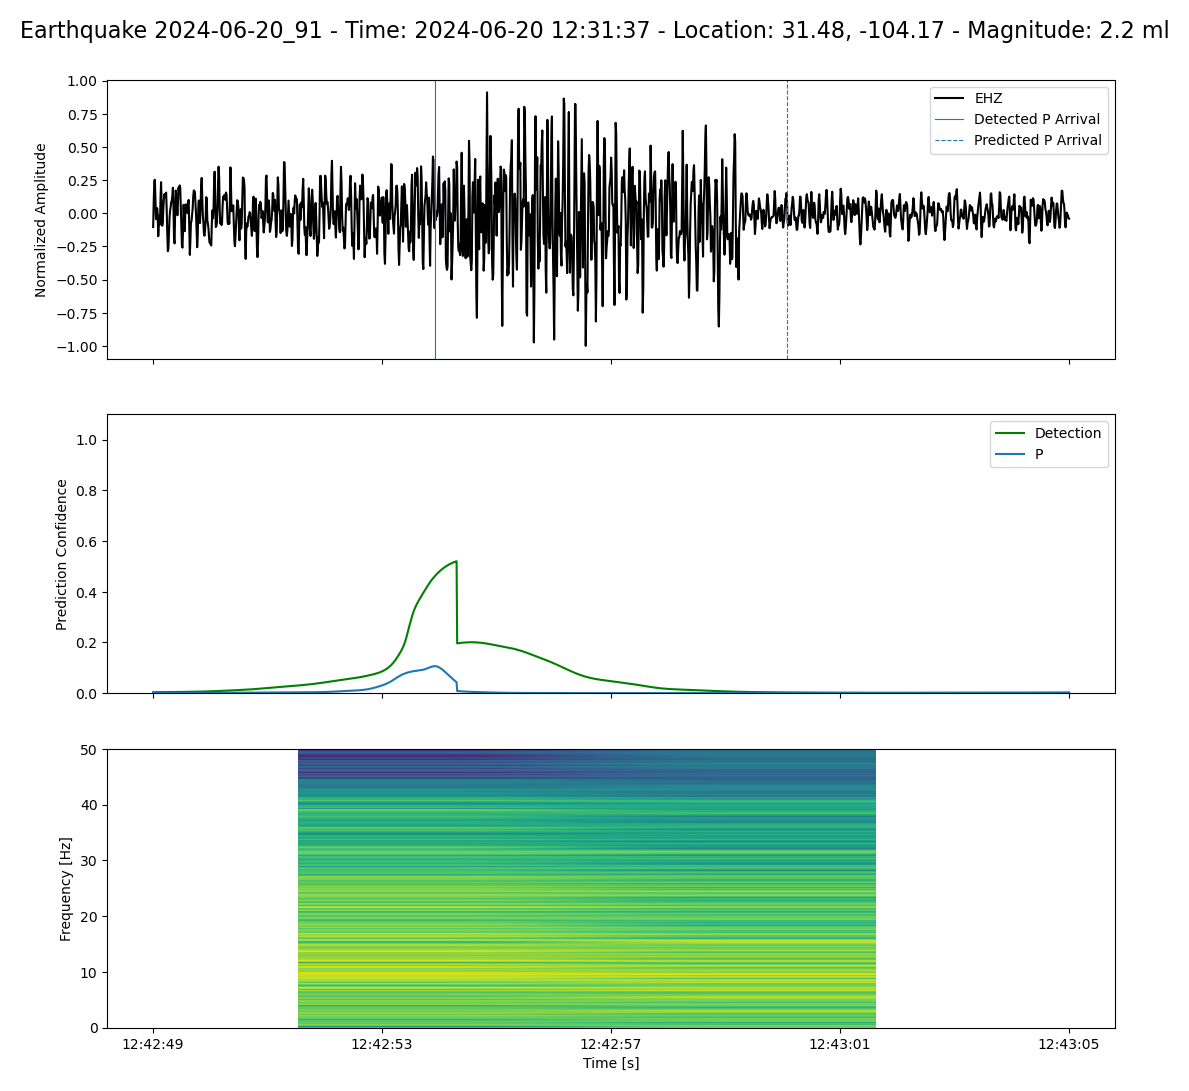 Earthquake 2024-06-20_91 - Time: 2024-06-20 12:31:37 - Location: 31.48, -104.17 - Magnitude: 2.2 ml
1.00
0.75
0.50
0.25
0.00
−0.25
−0.50
−0.75
−1.00
Normalized Amplitude
EHZ
Detected P Arrival
Predicted P Arrival
1.0
0.8
0.6
0.4
0.2
0.0
Prediction Confidence
Detection
P
50
40
30
20
10
0
Frequency [Hz]
12:42:49 12:42:53 12:42:57 12:43:01 12:43:05
Time [s]